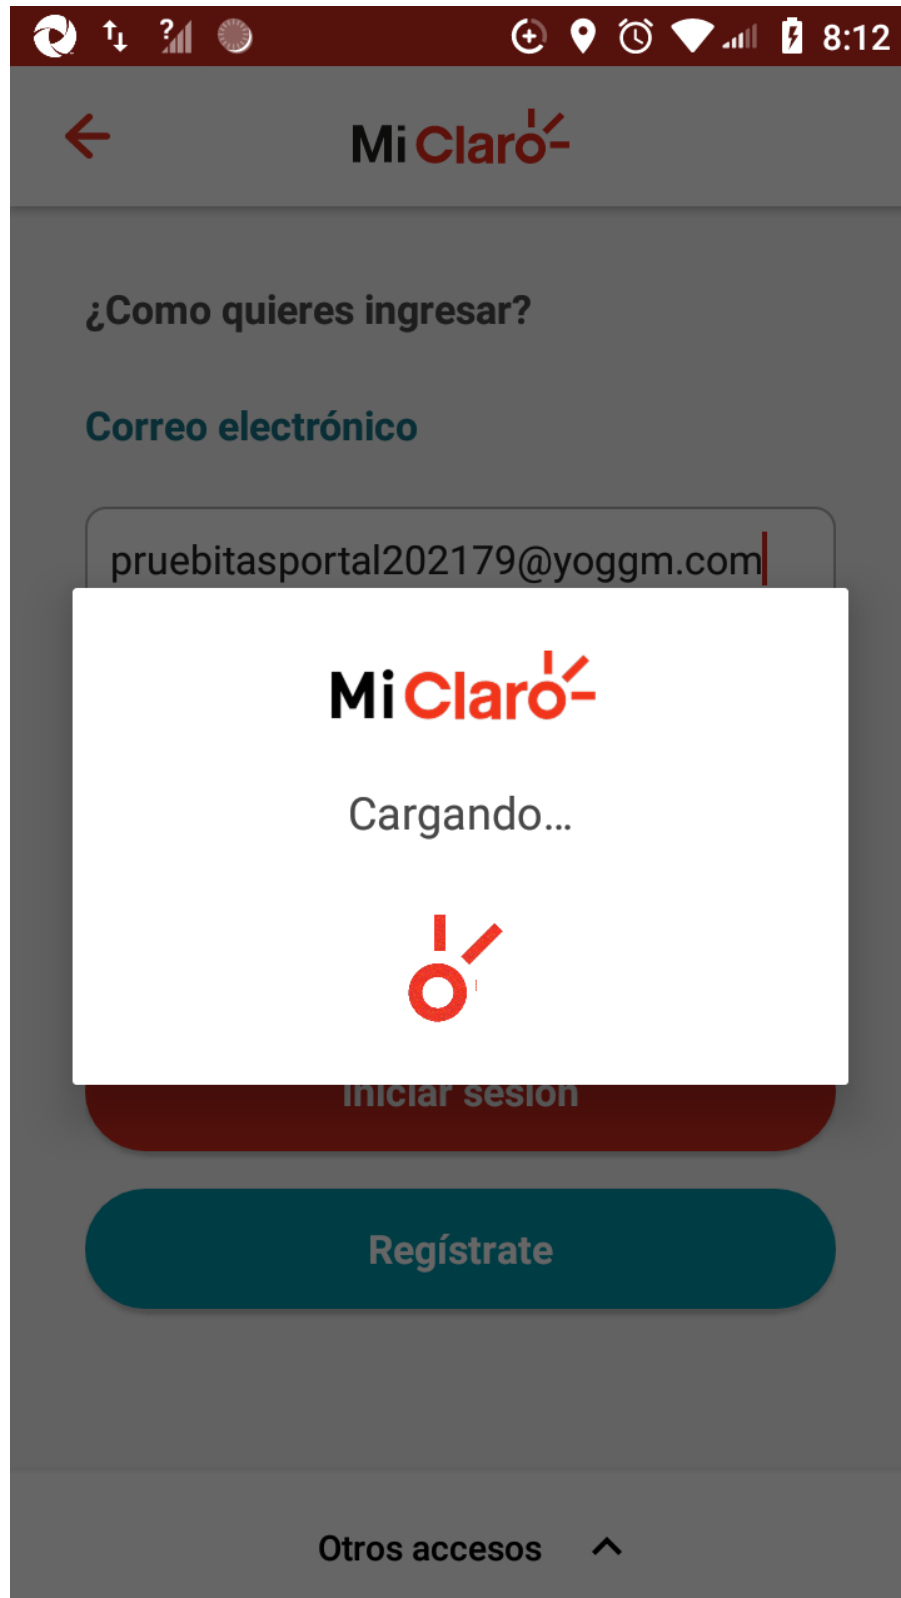 8:12
Mi Claro
¿Como quieres ingresar?
Correo electrónico
pruebitasportal202179@yoggm.com
Mi Claro
Cargando...
Iniciar sesión
Regístrate
Otros accesos